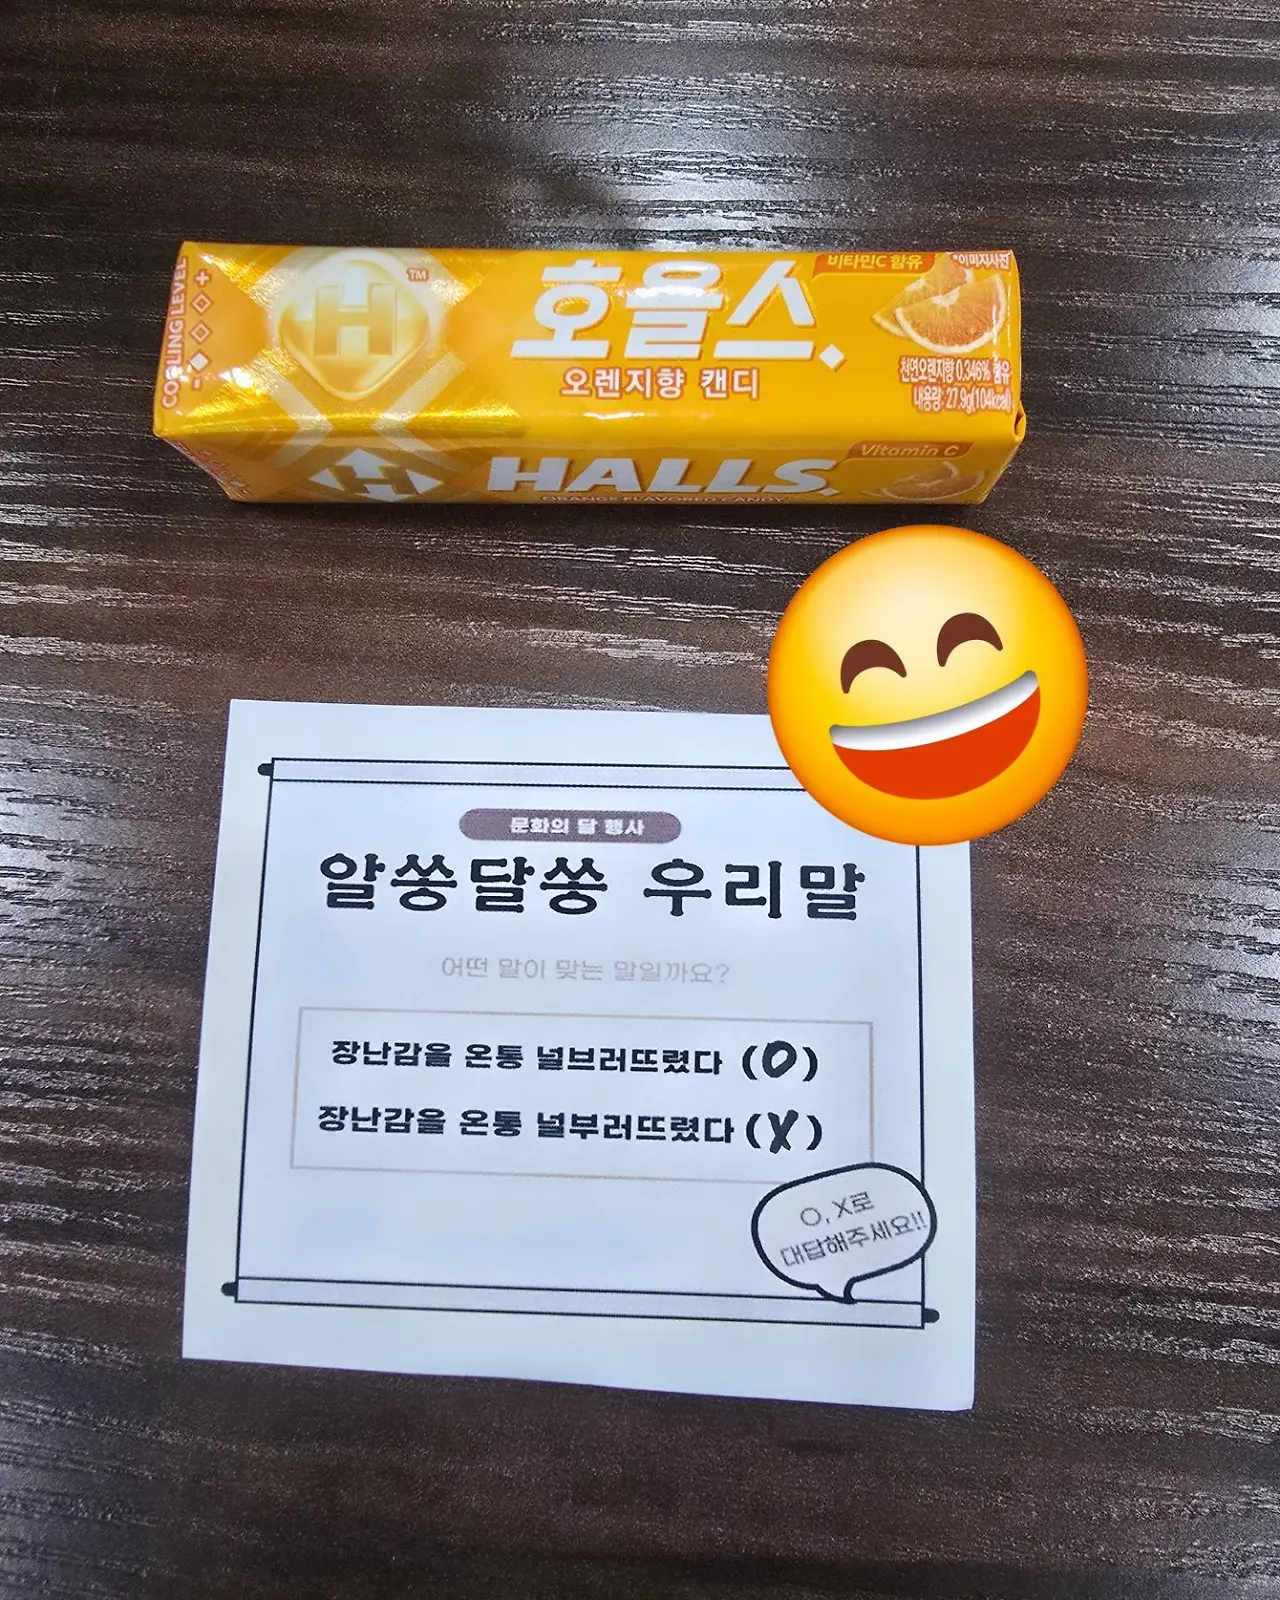 COOLING LEVEL
H
TM
호올스
오렌지향 캔디
비타민C 함유
*이미지사진
천연오렌지향 0.346% 함유
내용량: 27.9g(104kcal)
H
HALLS
Vitamin C
ORANGE FLAVORED CANDY
문화의 달 행사
알쏭달쏭 우리말
어떤 말이 맞는 말일까요?
장난감을 온통 널브러뜨렸다 (O)
장난감을 온통 널부러뜨렸다 (X)
O, X로
대답해주세요!!